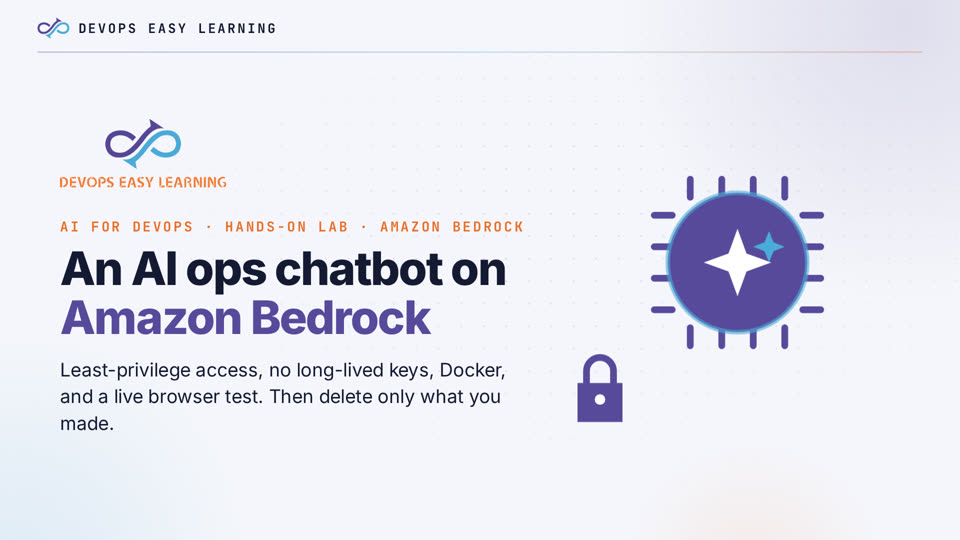 DEVOPS EASY LEARNING
DEVOPS EASY LEARNING
AI FOR DEVOPS · HANDS-ON LAB · AMAZON BEDROCK
An AI ops chatbot on
Amazon Bedrock
Least-privilege access, no long-lived keys, Docker,
and a live browser test. Then delete only what you
made.